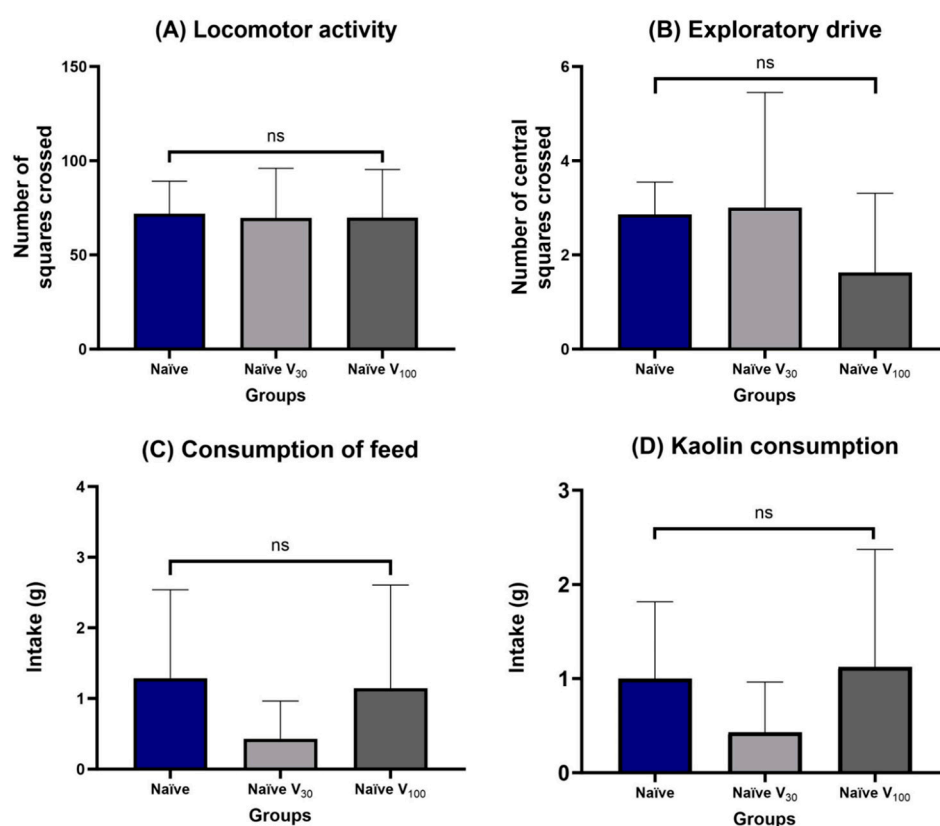 (A) Locomotor activity
Number of
squares crossed
150
100
50
0
ns
Naïve
Naïve V₃₀
Naïve V₁₀₀
Groups
(B) Exploratory drive
Number of central
squares crossed
6
4
2
0
ns
Naïve
Naïve V₃₀
Naïve V₁₀₀
Groups
(C) Consumption of feed
Intake (g)
4
3
2
1
0
ns
Naïve
Naïve V₃₀
Naïve V₁₀₀
Groups
(D) Kaolin consumption
Intake (g)
3
2
1
0
ns
Naïve
Naïve V₃₀
Naïve V₁₀₀
Groups